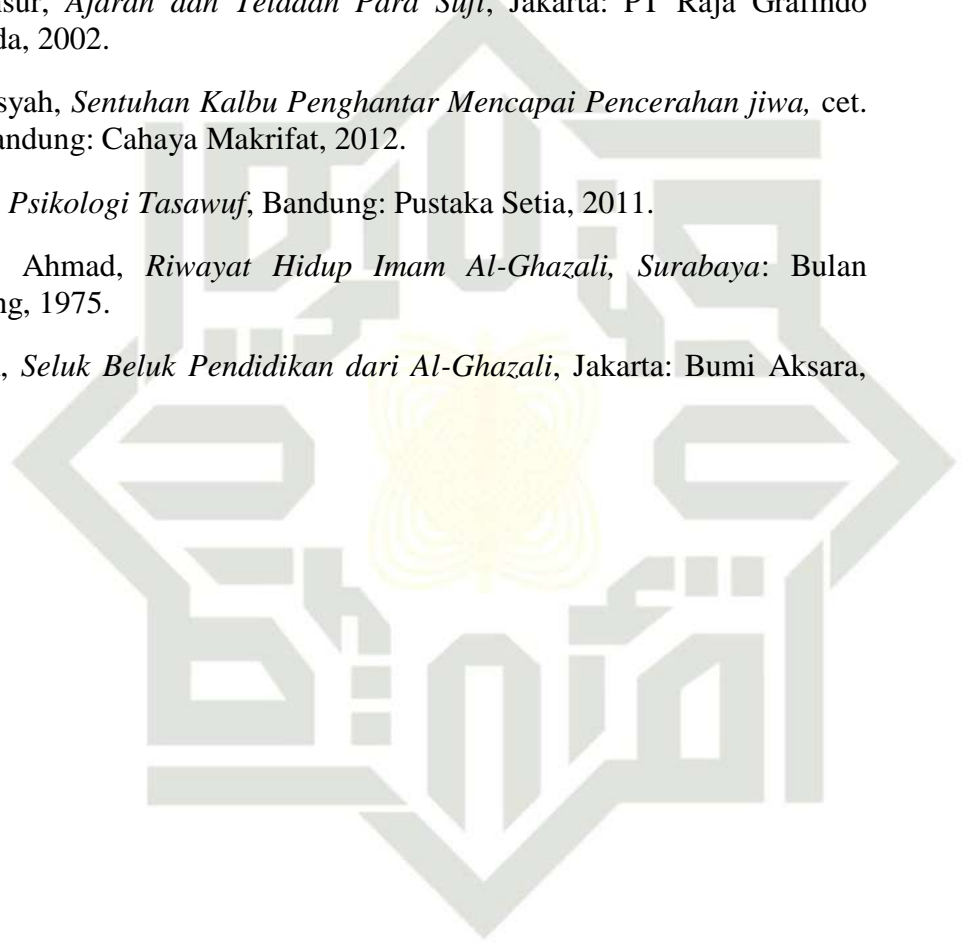 sur, Ajaran dan Teladan Para Sufi, Jakarta: PT Raja Grafindo
da, 2002.
syah, Sentuhan Kalbu Penghantar Mencapai Pencerahan jiwa, cet.
andung: Cahaya Makrifat, 2012.
Psikologi Tasawuf, Bandung: Pustaka Setia, 2011.
Ahmad, Riwayat Hidup Imam Al-Ghazali, Surabaya: Bulan
ng, 1975.
, Seluk Beluk Pendidikan dari Al-Ghazali, Jakarta: Bumi Aksara,